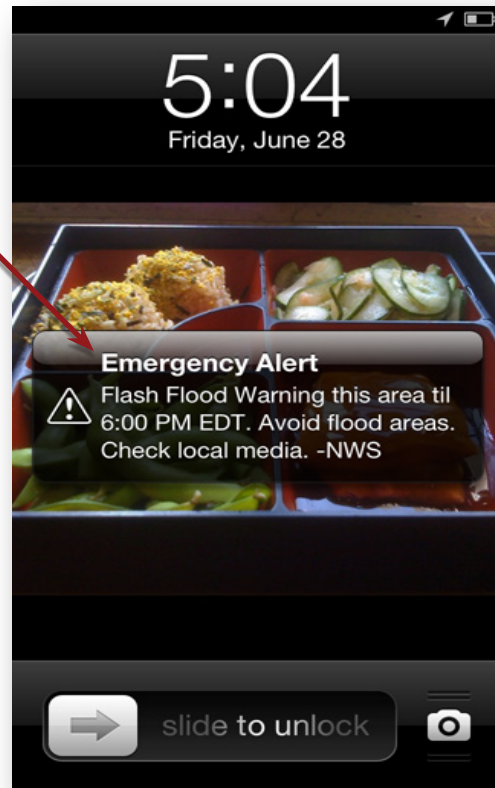 5:04
Friday, June 28
Emergency Alert
Flash Flood Warning this area til
6:00 PM EDT. Avoid flood areas.
Check local media. -NWS
slide to unlock